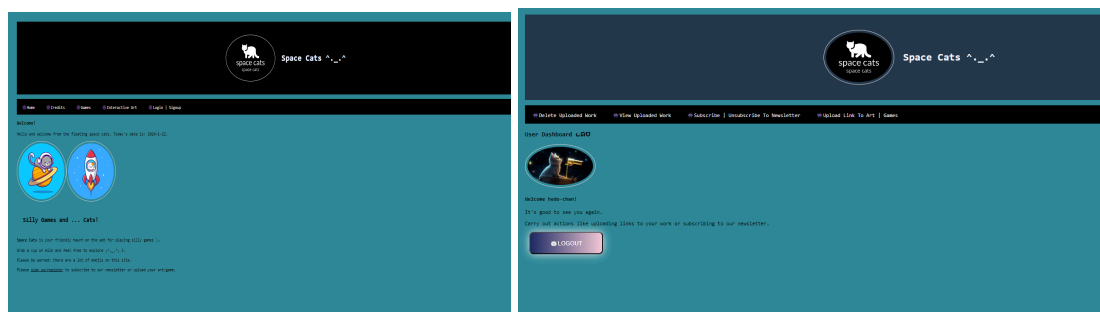 space cats
space cats
Space Cats ^._.^
Home Credits Games Interactive Art Login | Signup
Welcome!
Hello and welcome from the floating space cats. Today's date is: 2024-1-22.
Silly Games and ... Cats!
Space Cats is your friendly haunt on the web for playing silly games :.
Grab a cup of milk and feel free to explore
Please be warned: there are a lot of emojis on this site.
Please to subscribe to our newsletter or upload your art/game.
space cats
space cats
Space Cats ^._.^
Delete Uploaded Work View Uploaded Work Subscribe | Unsubscribe To Newsletter Upload Link To Art | Games
User Dashboard
Welcome hedo-chan!
It's good to see you again.
Carry out actions like uploading links to your work or subscribing to our newsletter.
LOGOUT